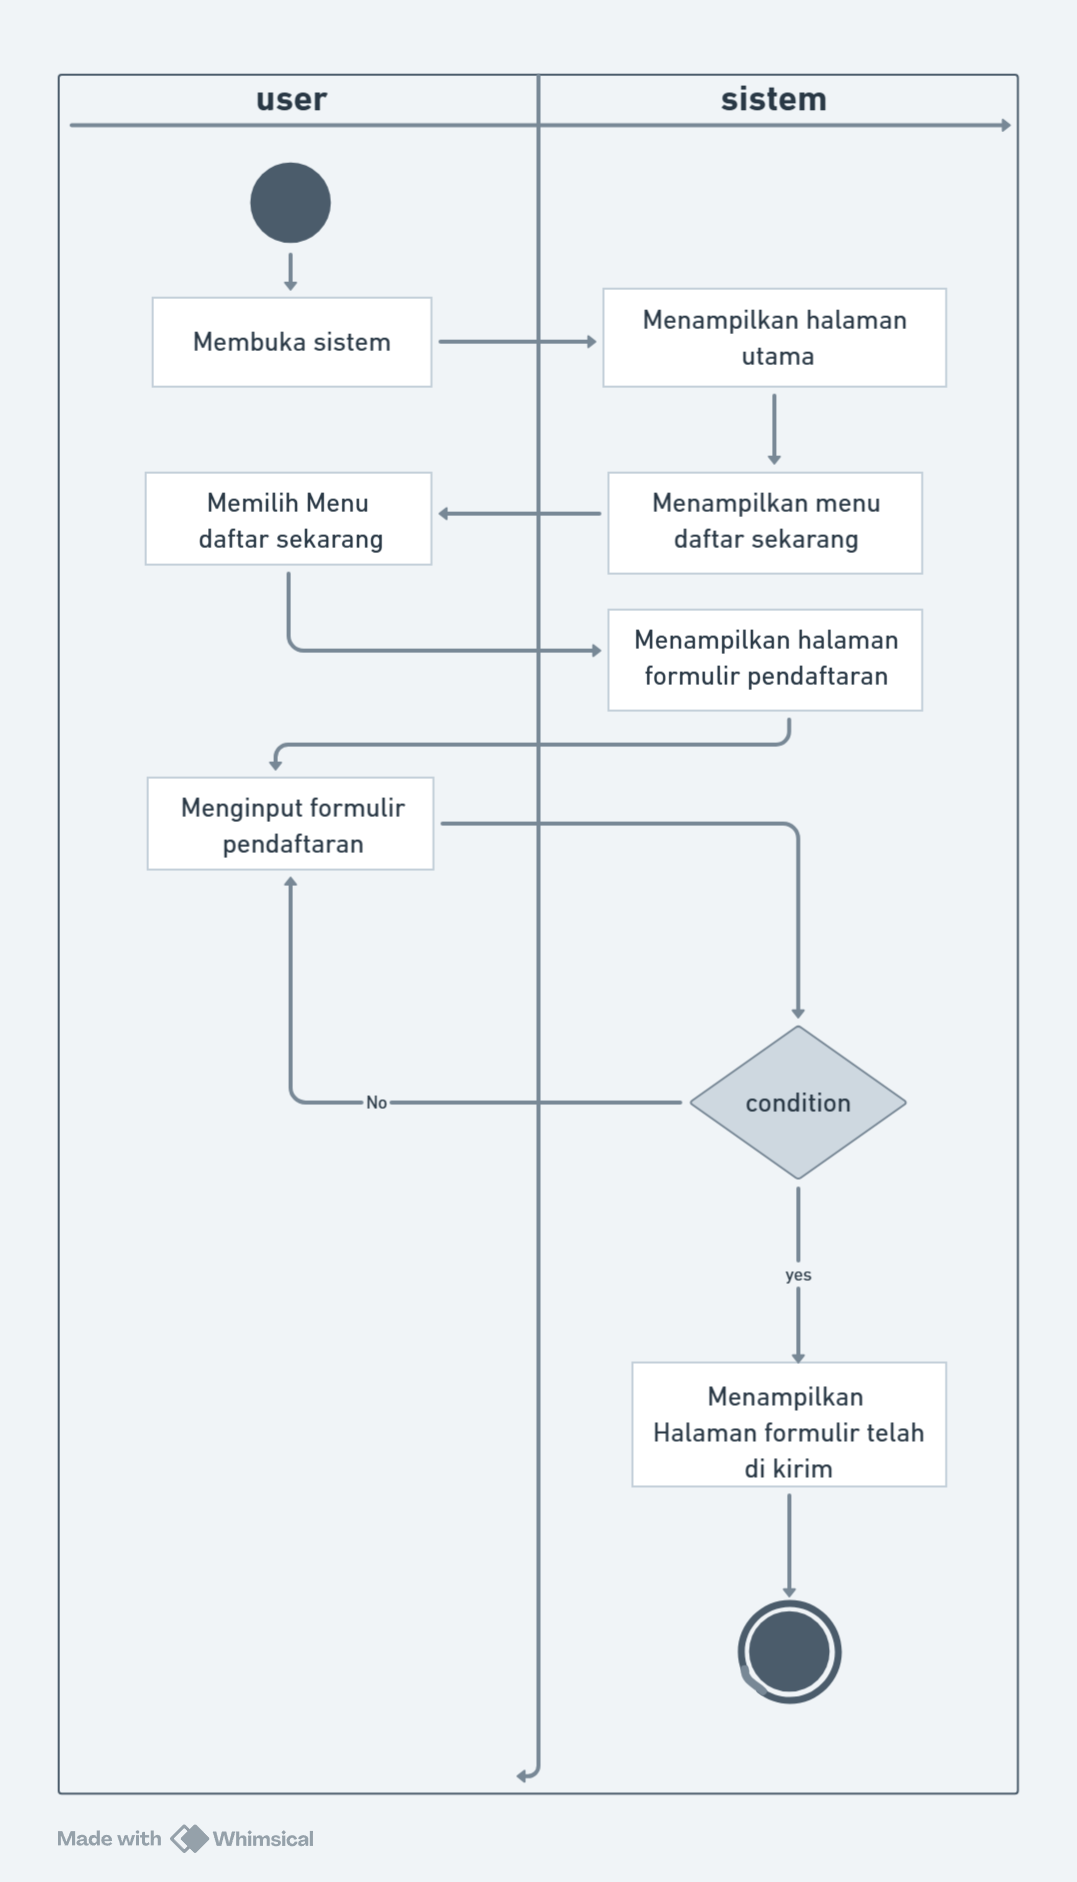 user
sistem
Membuka sistem
Menampilkan halaman
utama
Menampilkan menu
daftar sekarang
Memilih Menu
daftar sekarang
Menampilkan halaman
formulir pendaftaran
Menginput formulir
pendaftaran
condition
No
yes
Menampilkan
Halaman formulir telah
di kirim
Made with Whimsical